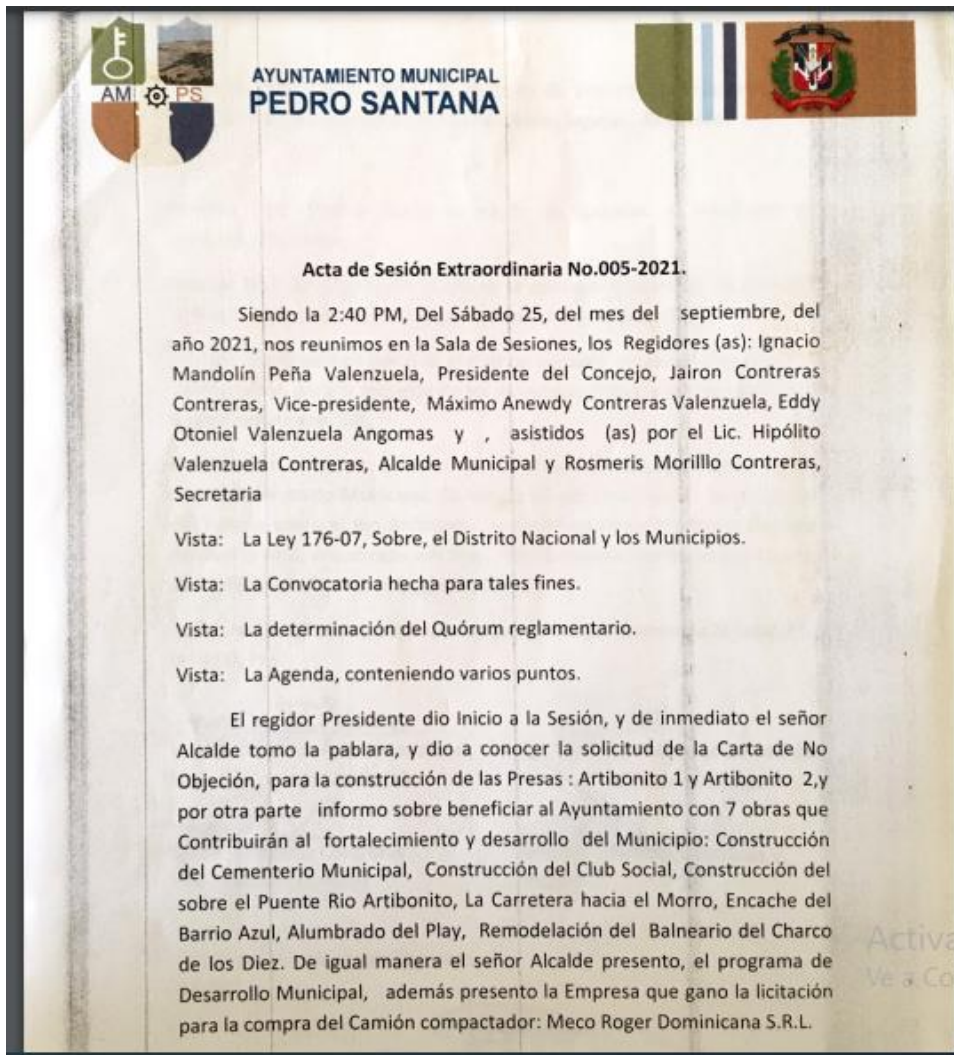 AM PS
AYUNTAMIENTO MUNICIPAL
PEDRO SANTANA
Acta de Sesión Extraordinaria No.005-2021.
Siendo la 2:40 PM, Del Sábado 25, del mes del septiembre, del
año 2021, nos reunimos en la Sala de Sesiones, los Regidores (as): Ignacio
Mandolín Peña Valenzuela, Presidente del Concejo, Jairon Contreras
Contreras, Vice-presidente, Máximo Anewdy Contreras Valenzuela, Eddy
Otoniel Valenzuela Angomas y , asistidos (as) por el Lic. Hipólito
Valenzuela Contreras, Alcalde Municipal y Rosmeris Morilllo Contreras,
Secretaria
Vista: La Ley 176-07, Sobre, el Distrito Nacional y los Municipios.
Vista: La Convocatoria hecha para tales fines.
Vista: La determinación del Quórum reglamentario.
Vista: La Agenda, conteniendo varios puntos.
El regidor Presidente dio Inicio a la Sesión, y de inmediato el señor
Alcalde tomo la pablara, y dio a conocer la solicitud de la Carta de No
Objeción, para la construcción de las Presas : Artibonito 1 y Artibonito 2,y
por otra parte informo sobre beneficiar al Ayuntamiento con 7 obras que
Contribuirán al fortalecimiento y desarrollo del Municipio: Construcción
del Cementerio Municipal, Construcción del Club Social, Construcción del
sobre el Puente Rio Artibonito, La Carretera hacia el Morro, Encache del
Barrio Azul, Alumbrado del Play, Remodelación del Balneario del Charco
de los Diez. De igual manera el señor Alcalde presento, el programa de
Desarrollo Municipal, además presento la Empresa que gano la licitación
para la compra del Camión compactador: Meco Roger Dominicana S.R.L.
Activa
Ve a Co